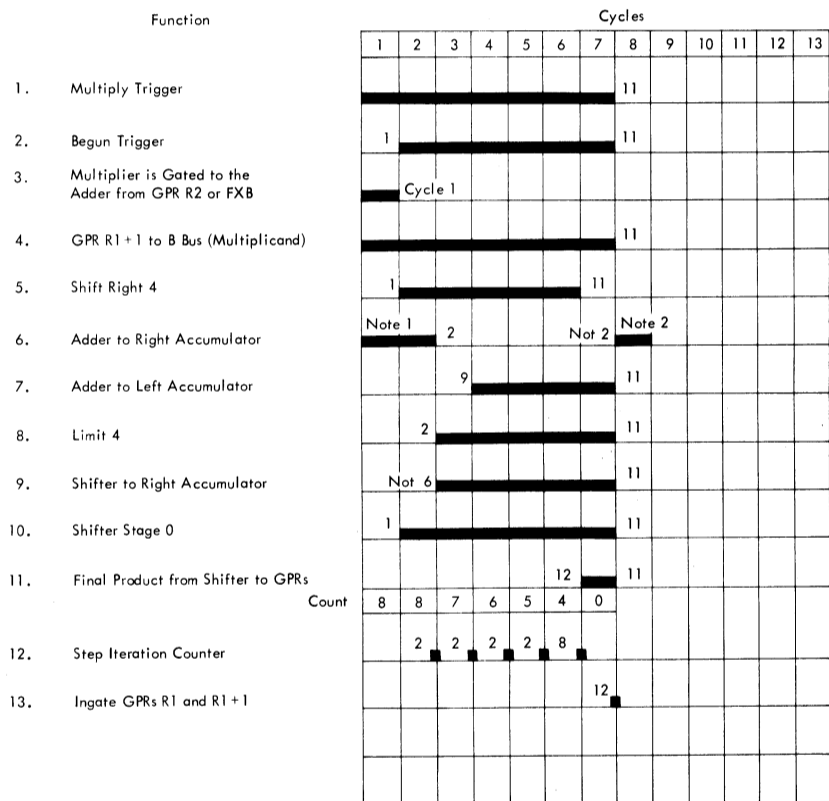 Function
Cycles
1 2 3 4 5 6 7 8 9 10 11 12 13
1. Multiply Trigger 11
2. Begun Trigger 1 11
3. Multiplier is Gated to the
Adder from GPR R2 or FXB Cycle 1
4. GPR R1 + 1 to B Bus (Multiplicand) 11
5. Shift Right 4 1 11
6. Adder to Right Accumulator Note 1 2 Not 2 Note 2
7. Adder to Left Accumulator 9 11
8. Limit 4 2 11
9. Shifter to Right Accumulator Not 6 11
10. Shifter Stage 0 1 11
11. Final Product from Shifter to GPRs 12 11
Count 8 8 7 6 5 4 0
12. Step Iteration Counter 2 2 2 2 8
13. Ingate GPRs R1 and R1 + 1 12